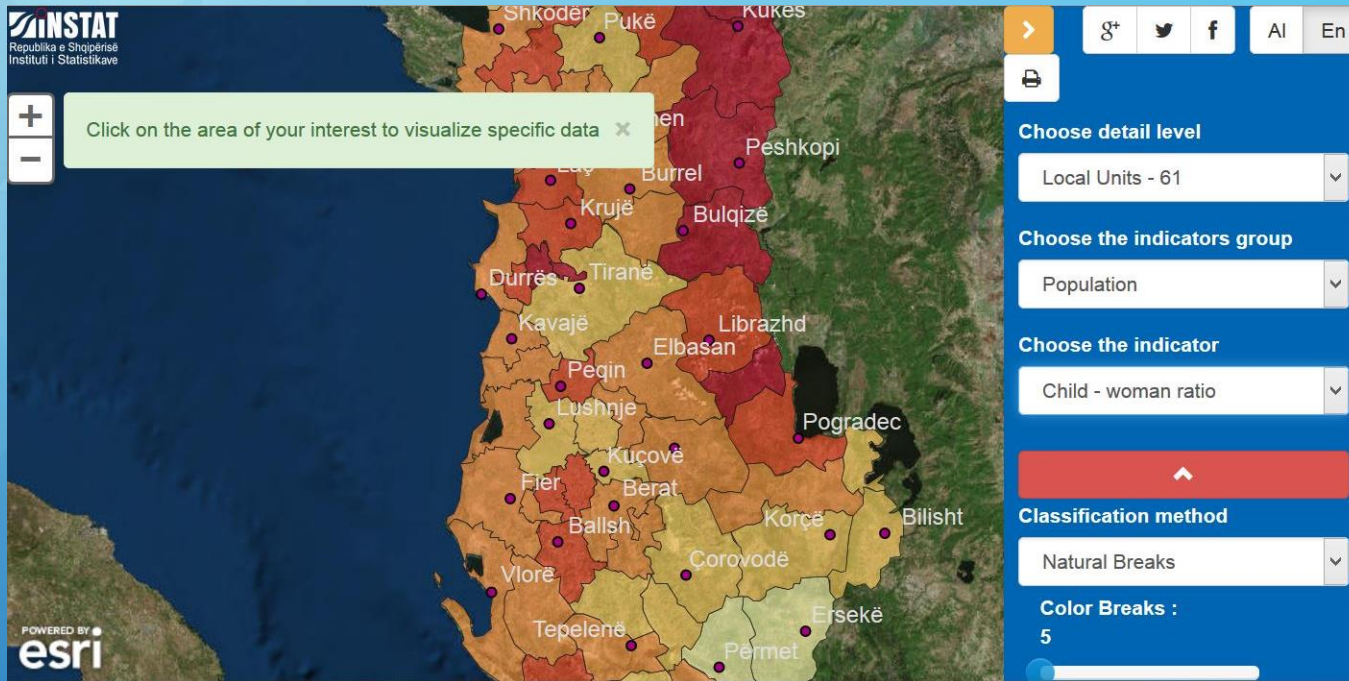 INSTAT
Republika e Shqipërisë
Instituti i Statistikave
+
−
Click on the area of your interest to visualize specific data ×
Shkodër
Pukë
Kukës
Peshkopi
Burrel
Krujë
Bulqizë
Durrës
Tiranë
Kavajë
Librazhd
Elbasan
Peqin
Lushnje
Pogradec
Kuçovë
Fier
Berat
Ballsh
Korçë
Bilisht
Çorovodë
Vlorë
Ersekë
Tepelenë
Përmet
POWERED BY
esri
g+ f Al En
Choose detail level
Local Units - 61
Choose the indicators group
Population
Choose the indicator
Child - woman ratio
Classification method
Natural Breaks
Color Breaks :
5